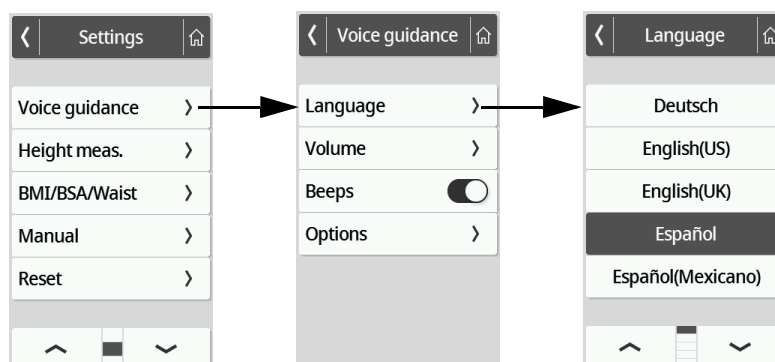 Settings
Voice guidance
Height meas.
BMI/BSA/Waist
Manual
Reset
Voice guidance
Language
Volume
Beeps
Options
Language
Deutsch
English(US)
English(UK)
Español
Español(Mexicano)